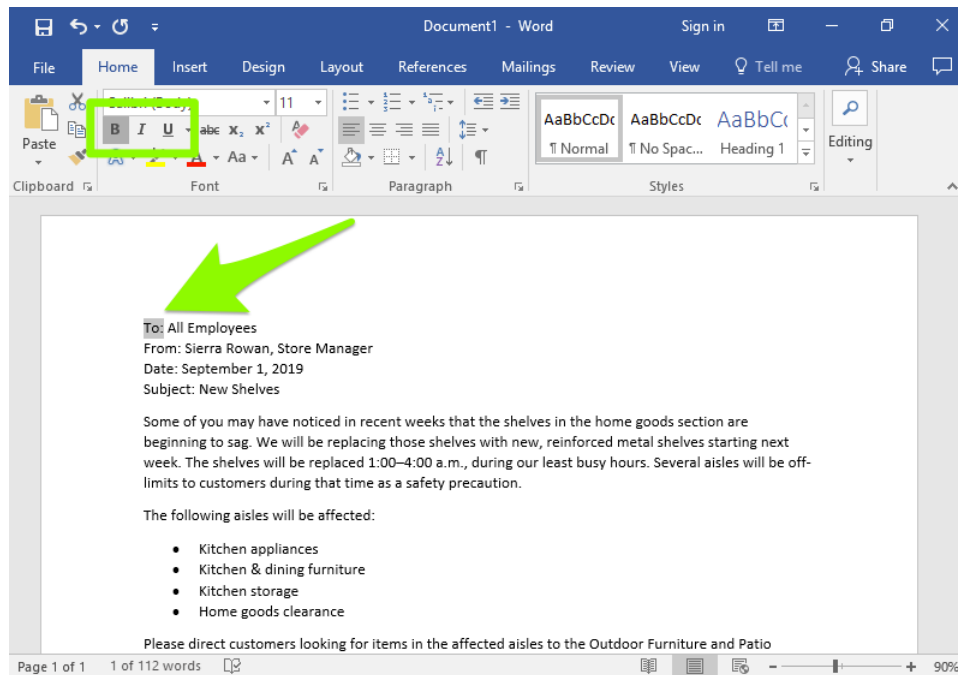 Document1 - Word Sign in
File Home Insert Design Layout References Mailings Review View Tell me Share
11
B I U abc X₂ X²
Paste
A Aa A A
AaBbCcDc AaBbCcDc AaBbC
¶ Normal ¶ No Spac... Heading 1
Editing
Clipboard Font Paragraph Styles
To: All Employees
From: Sierra Rowan, Store Manager
Date: September 1, 2019
Subject: New Shelves
Some of you may have noticed in recent weeks that the shelves in the home goods section are
beginning to sag. We will be replacing those shelves with new, reinforced metal shelves starting next
week. The shelves will be replaced 1:00–4:00 a.m., during our least busy hours. Several aisles will be off-
limits to customers during that time as a safety precaution.
The following aisles will be affected:
• Kitchen appliances
• Kitchen & dining furniture
• Kitchen storage
• Home goods clearance
Please direct customers looking for items in the affected aisles to the Outdoor Furniture and Patio
Page 1 of 1 1 of 112 words 90%